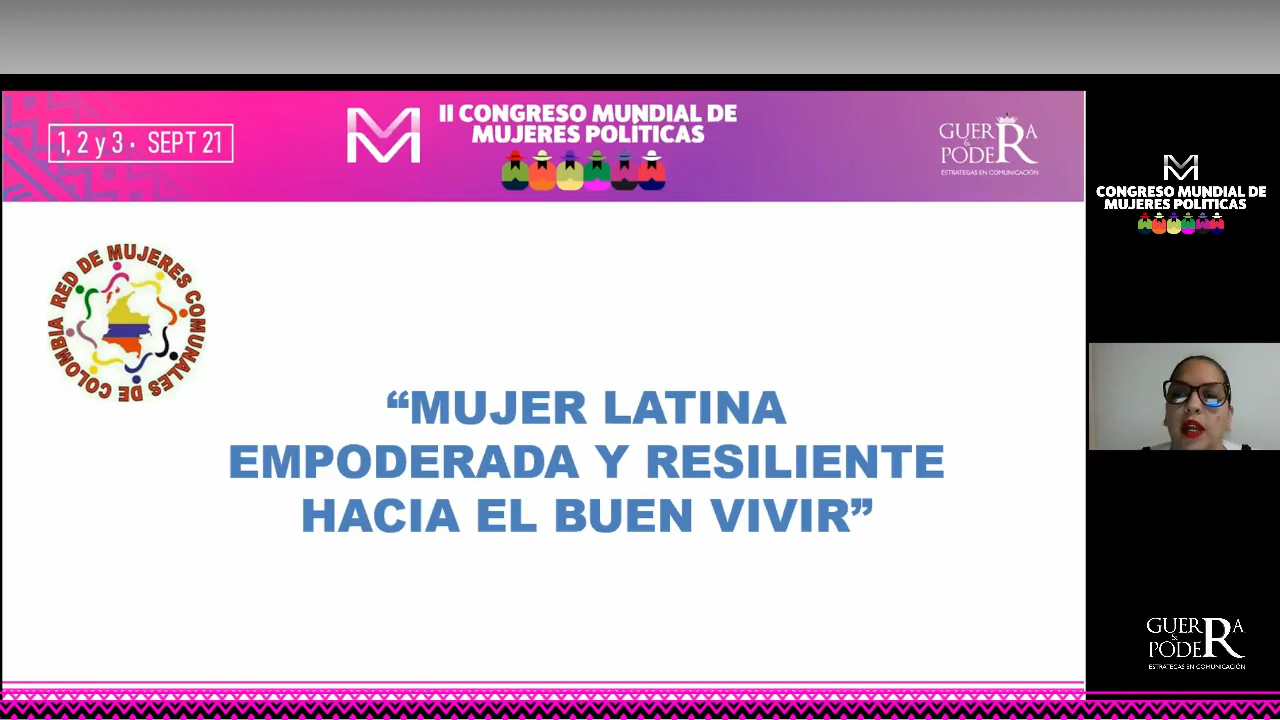 1, 2 y 3 • SEPT 21
II CONGRESO MUNDIAL DE
MUJERES POLÍTICAS
GUERRA
&
PODER
ESTRATEGAS EN COMUNICACIÓN
RED DE MUJERES COMUNALES DE COLOMBIA
“MUJER LATINA
EMPODERADA Y RESILIENTE
HACIA EL BUEN VIVIR”
CONGRESO MUNDIAL DE
MUJERES POLÍTICAS
GUERRA
&
PODER
ESTRATEGAS EN COMUNICACIÓN